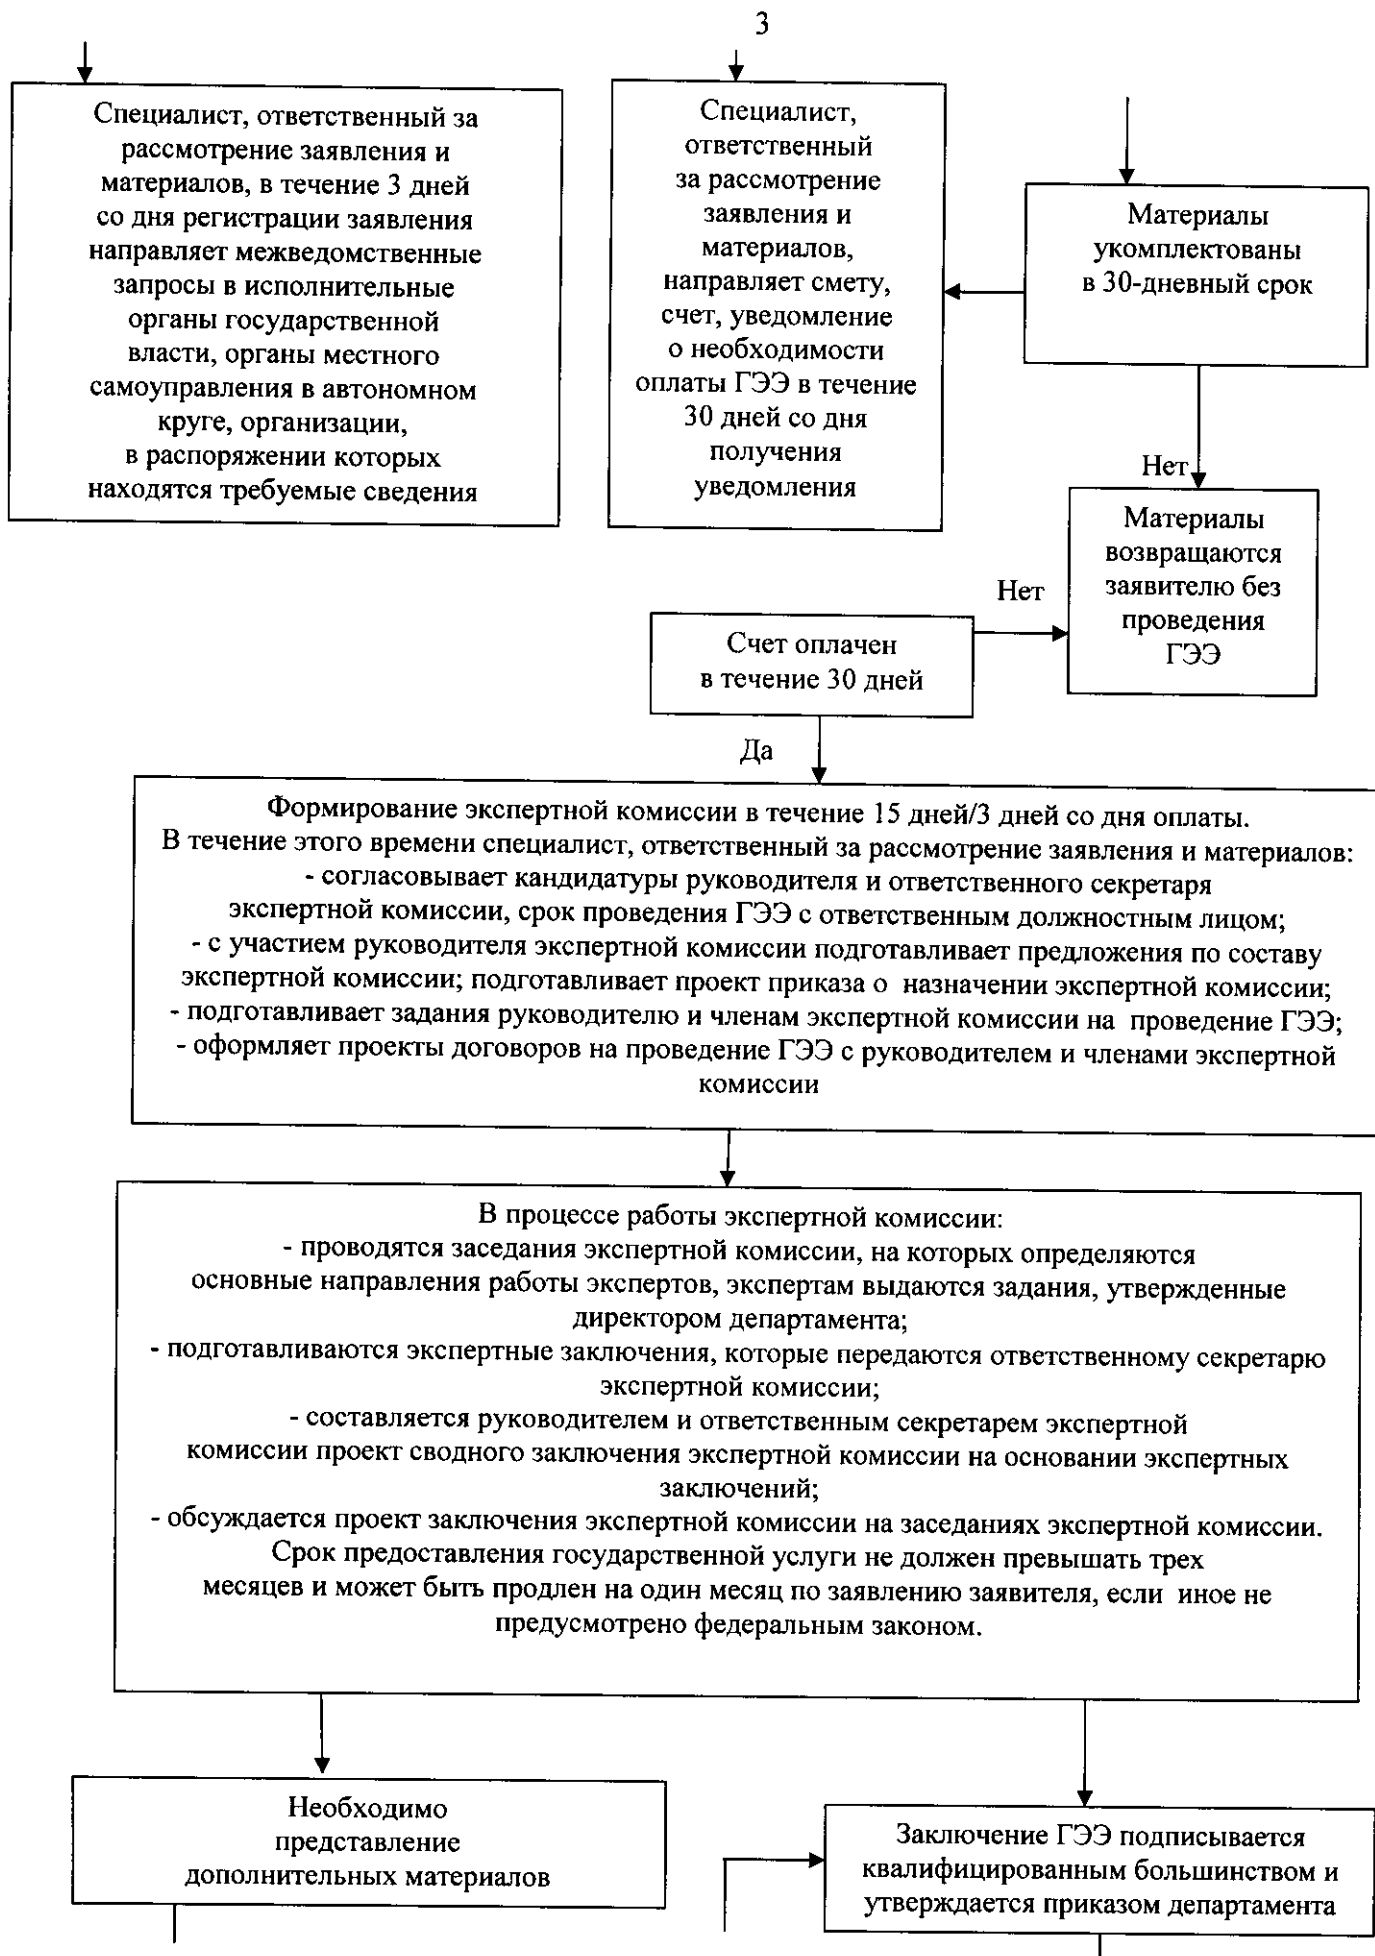 3
Специалист, ответственный за
рассмотрение заявления и
материалов, в течение 3 дней
со дня регистрации заявления
направляет межведомственные
запросы в исполнительные
органы государственной
власти, органы местного
самоуправления в автономном
круге, организации,
в распоряжении которых
находятся требуемые сведения
Специалист,
ответственный
за рассмотрение
заявления и
материалов,
направляет смету,
счет, уведомление
о необходимости
оплаты ГЭЭ в течение
30 дней со дня
получения
уведомления
Материалы
укомплектованы
в 30-дневный срок
Нет
Материалы
возвращаются
заявителю без
проведения
ГЭЭ
Нет
Счет оплачен
в течение 30 дней
Да
Формирование экспертной комиссии в течение 15 дней/3 дней со дня оплаты.
В течение этого времени специалист, ответственный за рассмотрение заявления и материалов:
- согласовывает кандидатуры руководителя и ответственного секретаря
экспертной комиссии, срок проведения ГЭЭ с ответственным должностным лицом;
- с участием руководителя экспертной комиссии подготавливает предложения по составу
экспертной комиссии; подготавливает проект приказа о назначении экспертной комиссии;
- подготавливает задания руководителю и членам экспертной комиссии на проведение ГЭЭ;
- оформляет проекты договоров на проведение ГЭЭ с руководителем и членами экспертной
комиссии
В процессе работы экспертной комиссии:
- проводятся заседания экспертной комиссии, на которых определяются
основные направления работы экспертов, экспертам выдаются задания, утвержденные
директором департамента;
- подготавливаются экспертные заключения, которые передаются ответственному секретарю
экспертной комиссии;
- составляется руководителем и ответственным секретарем экспертной
комиссии проект сводного заключения экспертной комиссии на основании экспертных
заключений;
- обсуждается проект заключения экспертной комиссии на заседаниях экспертной комиссии.
Срок предоставления государственной услуги не должен превышать трех
месяцев и может быть продлен на один месяц по заявлению заявителя, если иное не
предусмотрено федеральным законом.
Необходимо
представление
дополнительных материалов
Заключение ГЭЭ подписывается
квалифицированным большинством и
утверждается приказом департамента